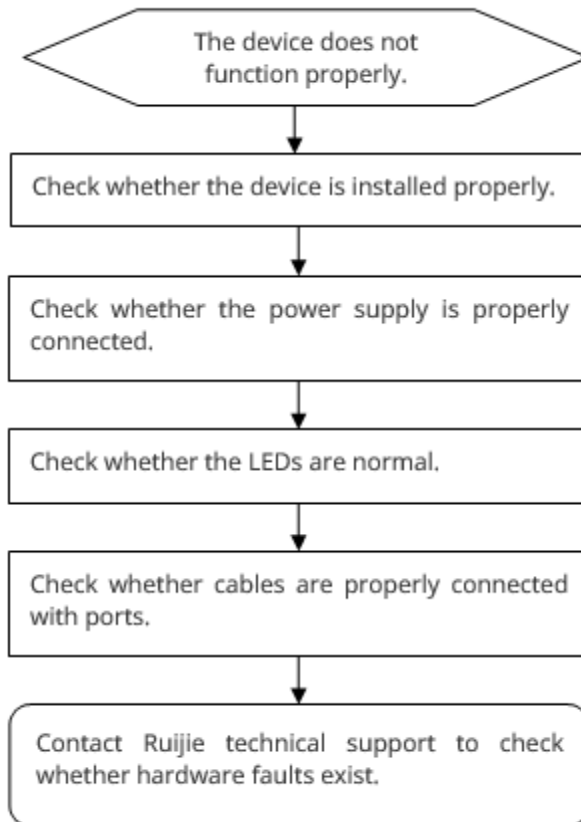 The device does not
function properly.
Check whether the device is installed properly.
Check whether the power supply is properly
connected.
Check whether the LEDs are normal.
Check whether cables are properly connected
with ports.
Contact Ruijie technical support to check
whether hardware faults exist.